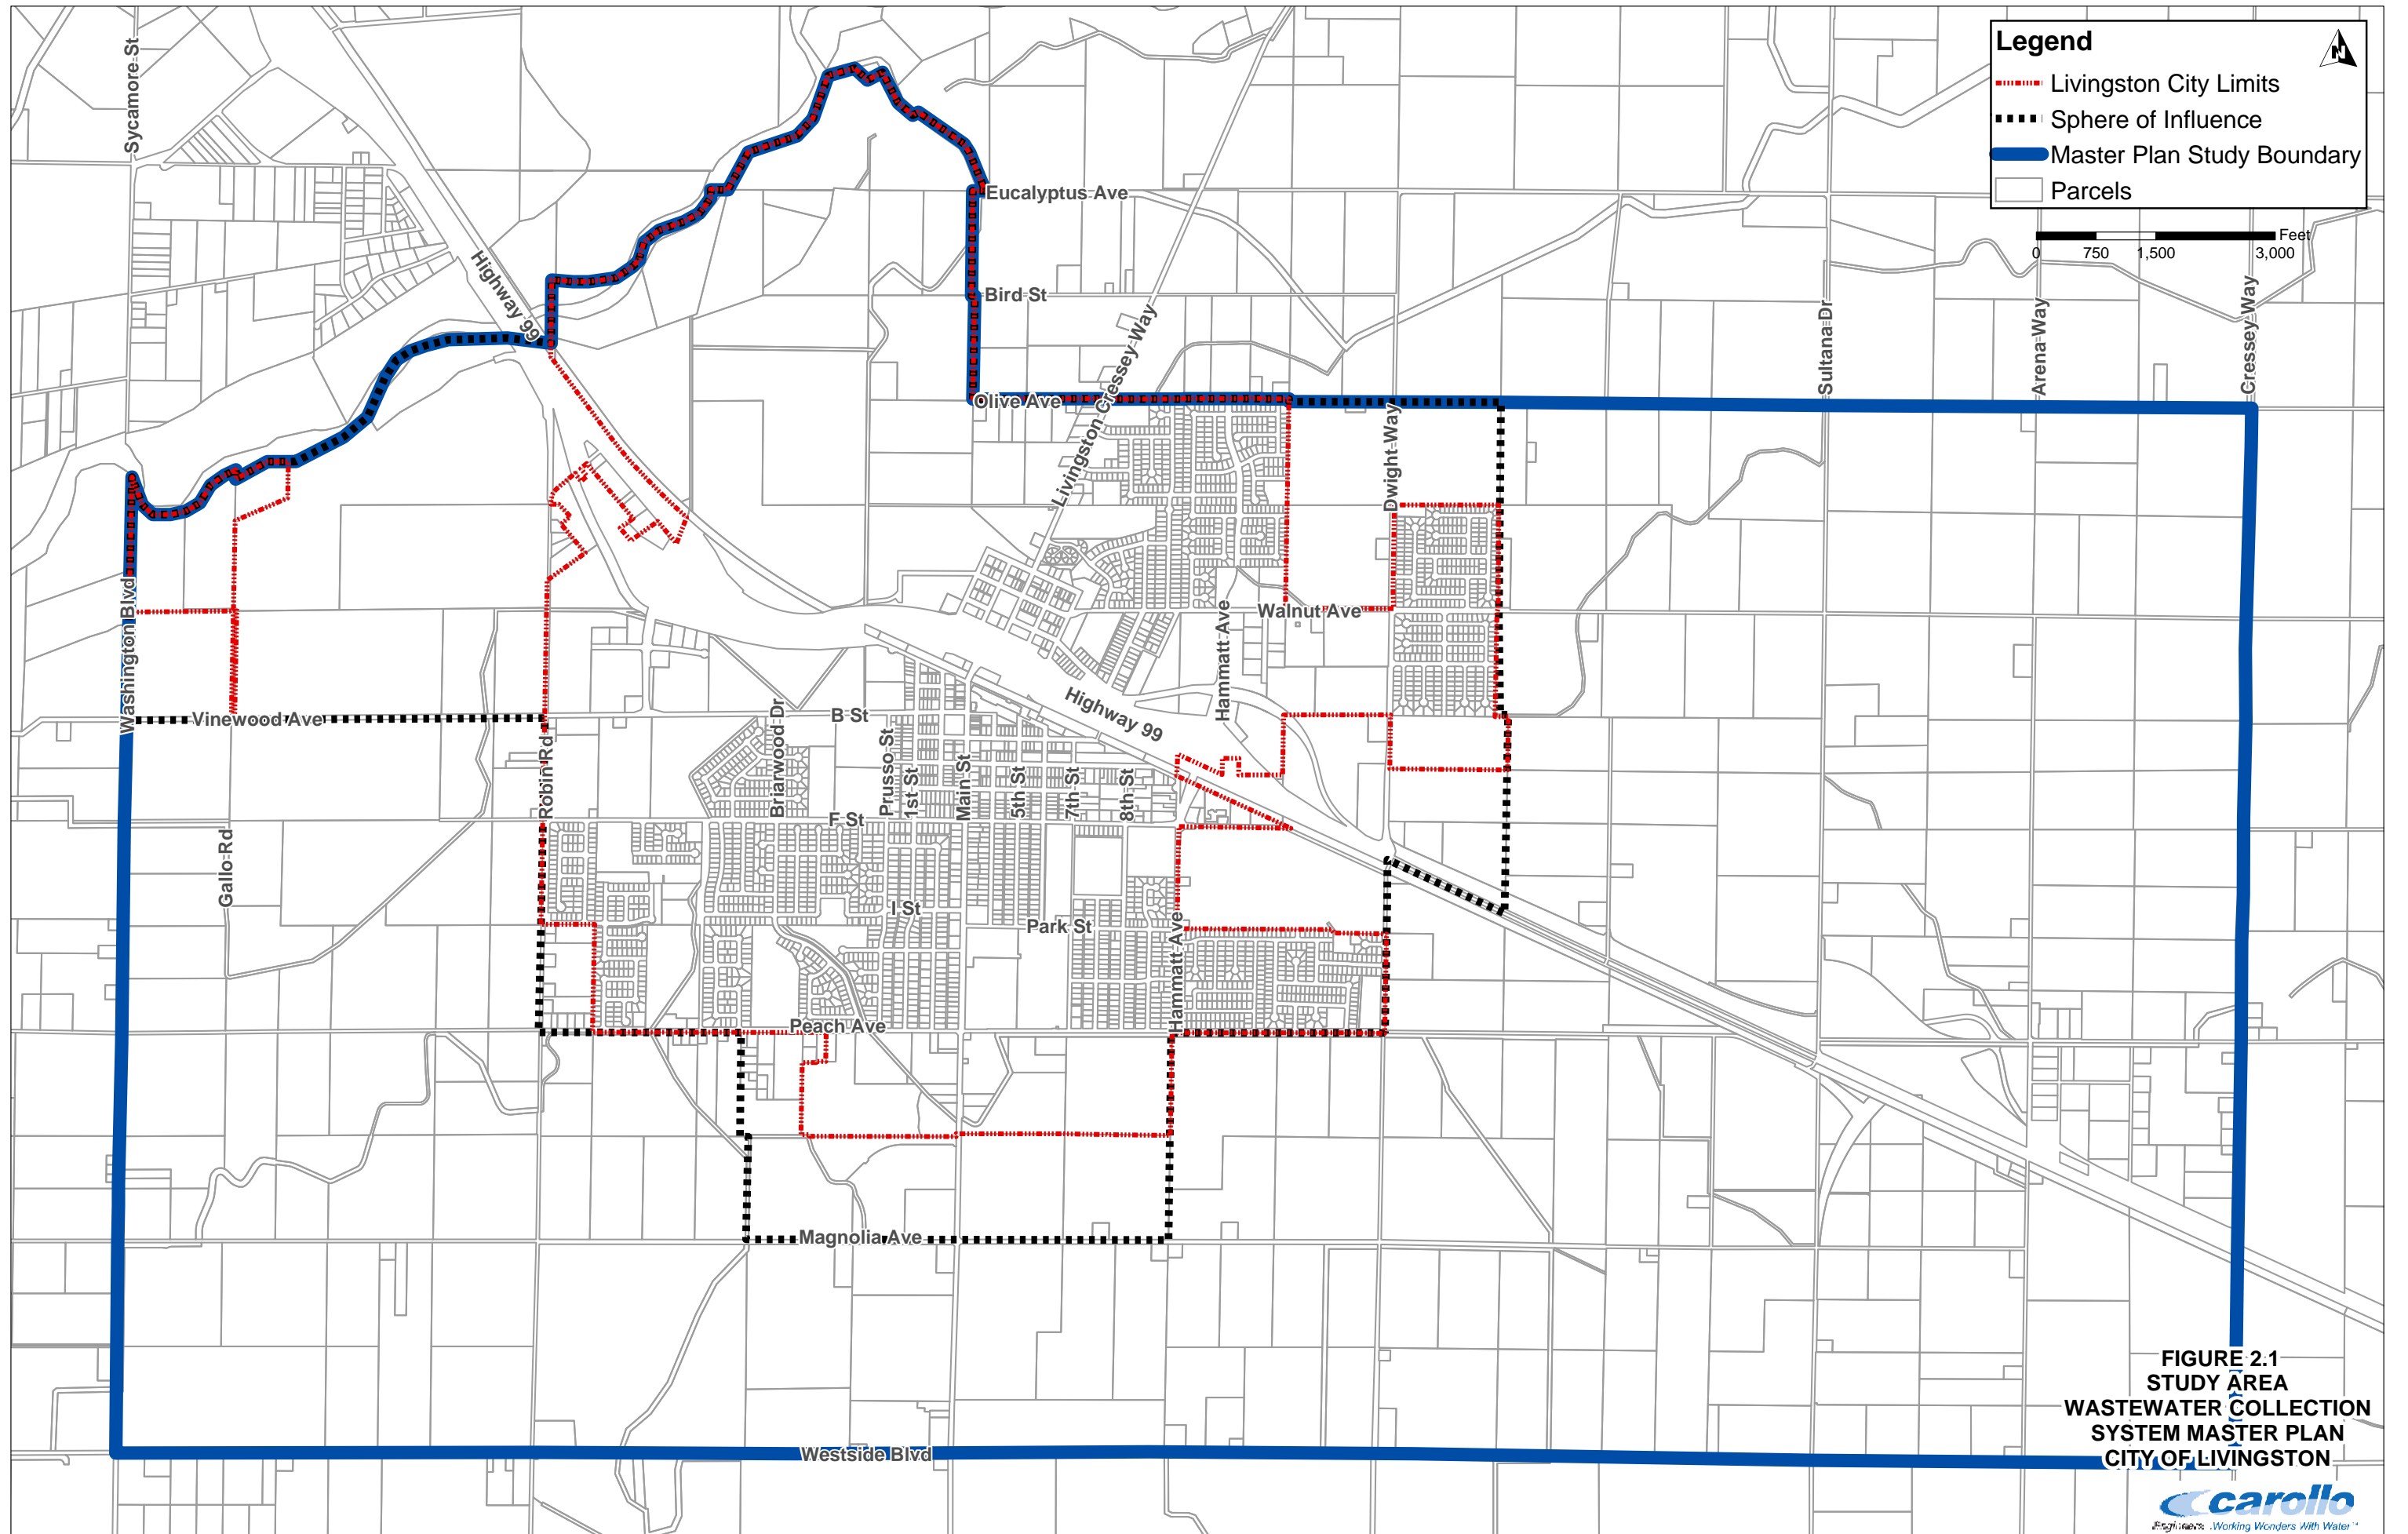 Legend
N
Livingston City Limits
Sphere of Influence
Master Plan Study Boundary
Parcels
Feet
0 750 1,500 3,000
Sycamore St
Highway 99
Eucalyptus Ave
Bird St
Olive Ave
Livingston-Cressey Way
Sultana Dr
Arena Way
Cressey Way
Dwight Way
Walnut Ave
Hammatt Ave
Washington Blvd
Vinewood Ave
Robin Rd
Gallo Rd
Briarwood Dr
B St
Prusso St
1st St
Main St
5th St
7th St
8th St
Highway 99
F St
I St
Park St
Hammatt Ave
Peach Ave
Magnolia Ave
Westside Blvd
FIGURE 2.1
STUDY AREA
WASTEWATER COLLECTION
SYSTEM MASTER PLAN
CITY OF LIVINGSTON
carollo
Engineers...Working Wonders With Water™